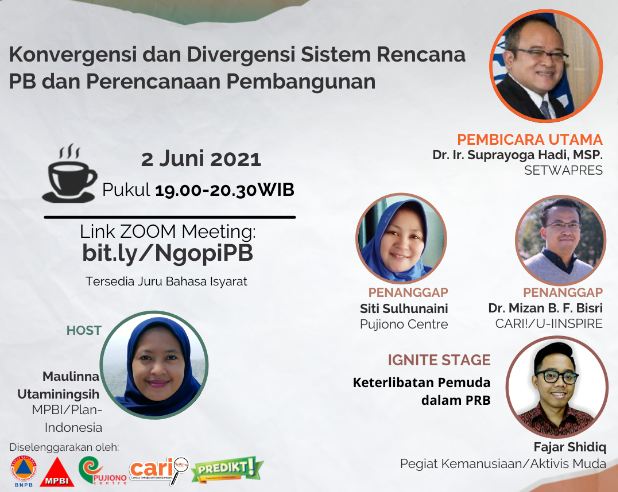 Konvergensi dan Divergensi Sistem Rencana
PB dan Perencanaan Pembangunan
PEMBICARA UTAMA
Dr. Ir. Suprayoga Hadi, MSP.
SETWAPRES
2 Juni 2021
Pukul 19.00-20.30WIB
Link ZOOM Meeting:
bit.ly/NgopiPB
Tersedia Juru Bahasa Isyarat
PENANGGAP
Siti Sulhunaini
Pujiono Centre
PENANGGAP
Dr. Mizan B. F. Bisri
CARI!/U-IINSPIRE
HOST
Maulinna
Utaminingsih
MPBI/Plan-
Indonesia
IGNITE STAGE
Keterlibatan Pemuda
dalam PRB
Fajar Shidiq
Pegiat Kemanusiaan/Aktivis Muda
Diselenggarakan oleh:
BNPB
MPBI
PUJIONO
centre
cari
PREDIKT!